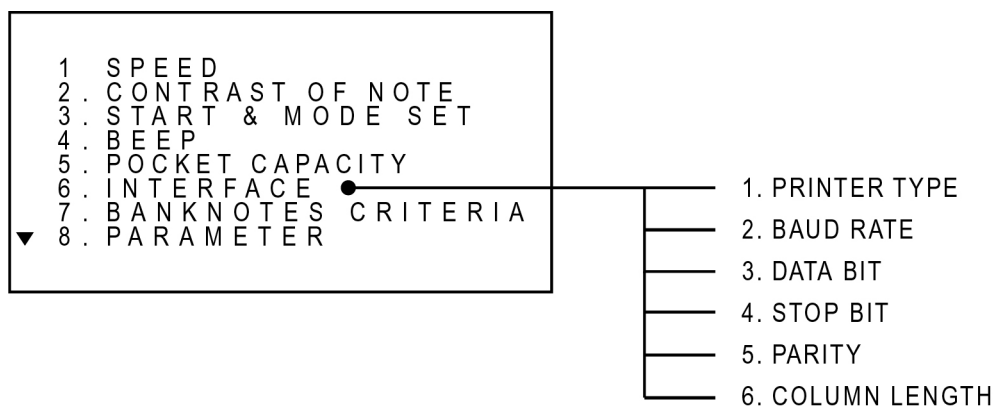 1 SPEED
2. CONTRAST OF NOTE
3. START & MODE SET
4. BEEP
5. POCKET CAPACITY
6. INTERFACE
7. BANKNOTES CRITERIA
8. PARAMETER
1. PRINTER TYPE
2. BAUD RATE
3. DATA BIT
4. STOP BIT
5. PARITY
6. COLUMN LENGTH